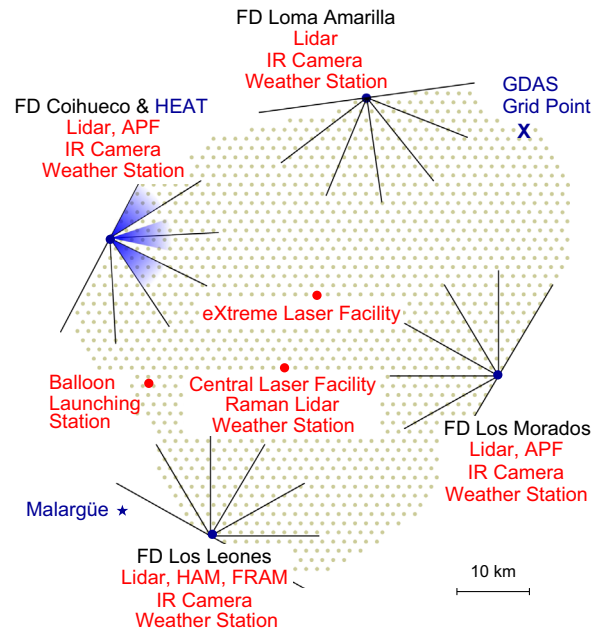 FD Loma Amarilla
Lidar
IR Camera
Weather Station
GDAS
Grid Point
X
FD Coihueco & HEAT
Lidar, APF
IR Camera
Weather Station
eXtreme Laser Facility
Balloon
Launching
Station
Central Laser Facility
Raman Lidar
Weather Station
FD Los Morados
Lidar, APF
IR Camera
Weather Station
Malargüe
FD Los Leones
Lidar, HAM, FRAM
IR Camera
Weather Station
10 km